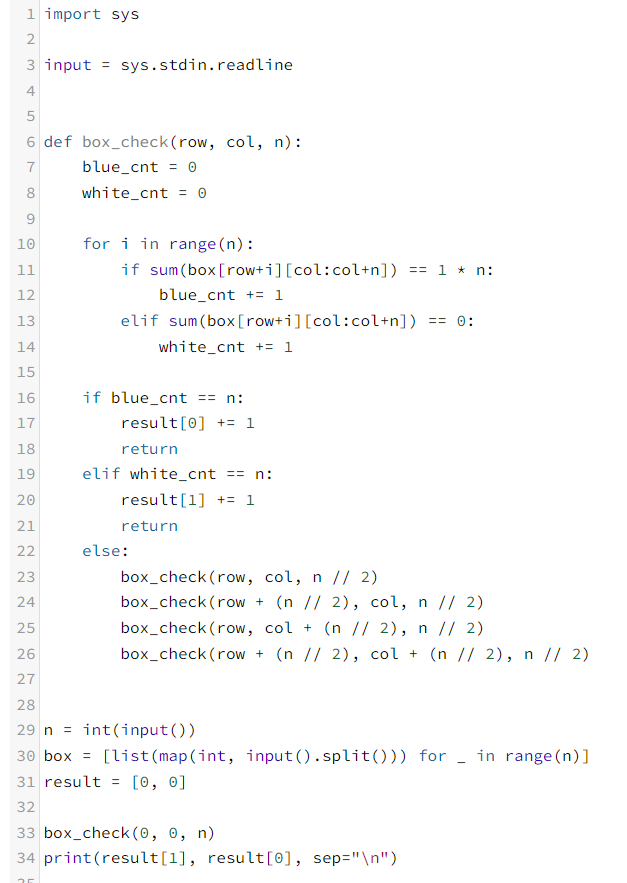 1 import sys
2
3 input = sys.stdin.readline
4
5
6 def box_check(row, col, n):
7     blue_cnt = 0
8     white_cnt = 0
9
10     for i in range(n):
11         if sum(box[row+i][col:col+n]) == 1 * n:
12             blue_cnt += 1
13         elif sum(box[row+i][col:col+n]) == 0:
14             white_cnt += 1
15
16     if blue_cnt == n:
17         result[0] += 1
18         return
19     elif white_cnt == n:
20         result[1] += 1
21         return
22     else:
23         box_check(row, col, n // 2)
24         box_check(row + (n // 2), col, n // 2)
25         box_check(row, col + (n // 2), n // 2)
26         box_check(row + (n // 2), col + (n // 2), n // 2)
27
28
29 n = int(input())
30 box = [list(map(int, input().split())) for _ in range(n)]
31 result = [0, 0]
32
33 box_check(0, 0, n)
34 print(result[1], result[0], sep="\n")
35